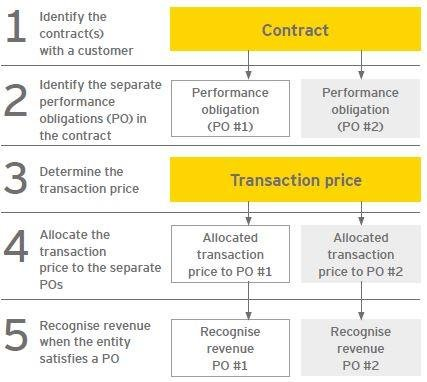 1
Identify the
contract(s)
with a customer
Contract
2
Identify the separate
performance
obligations (PO) in
the contract
Performance
obligation
(PO #1)
Performance
obligation
(PO #2)
3
Determine the
transaction price
Transaction price
4
Allocate the
transaction
price to the separate
POs
Allocated
transaction
price to PO #1
Allocated
transaction
price to PO #2
5
Recognise revenue
when the entity
satisfies a PO
Recognise
revenue
PO #1
Recognise
revenue
PO #2